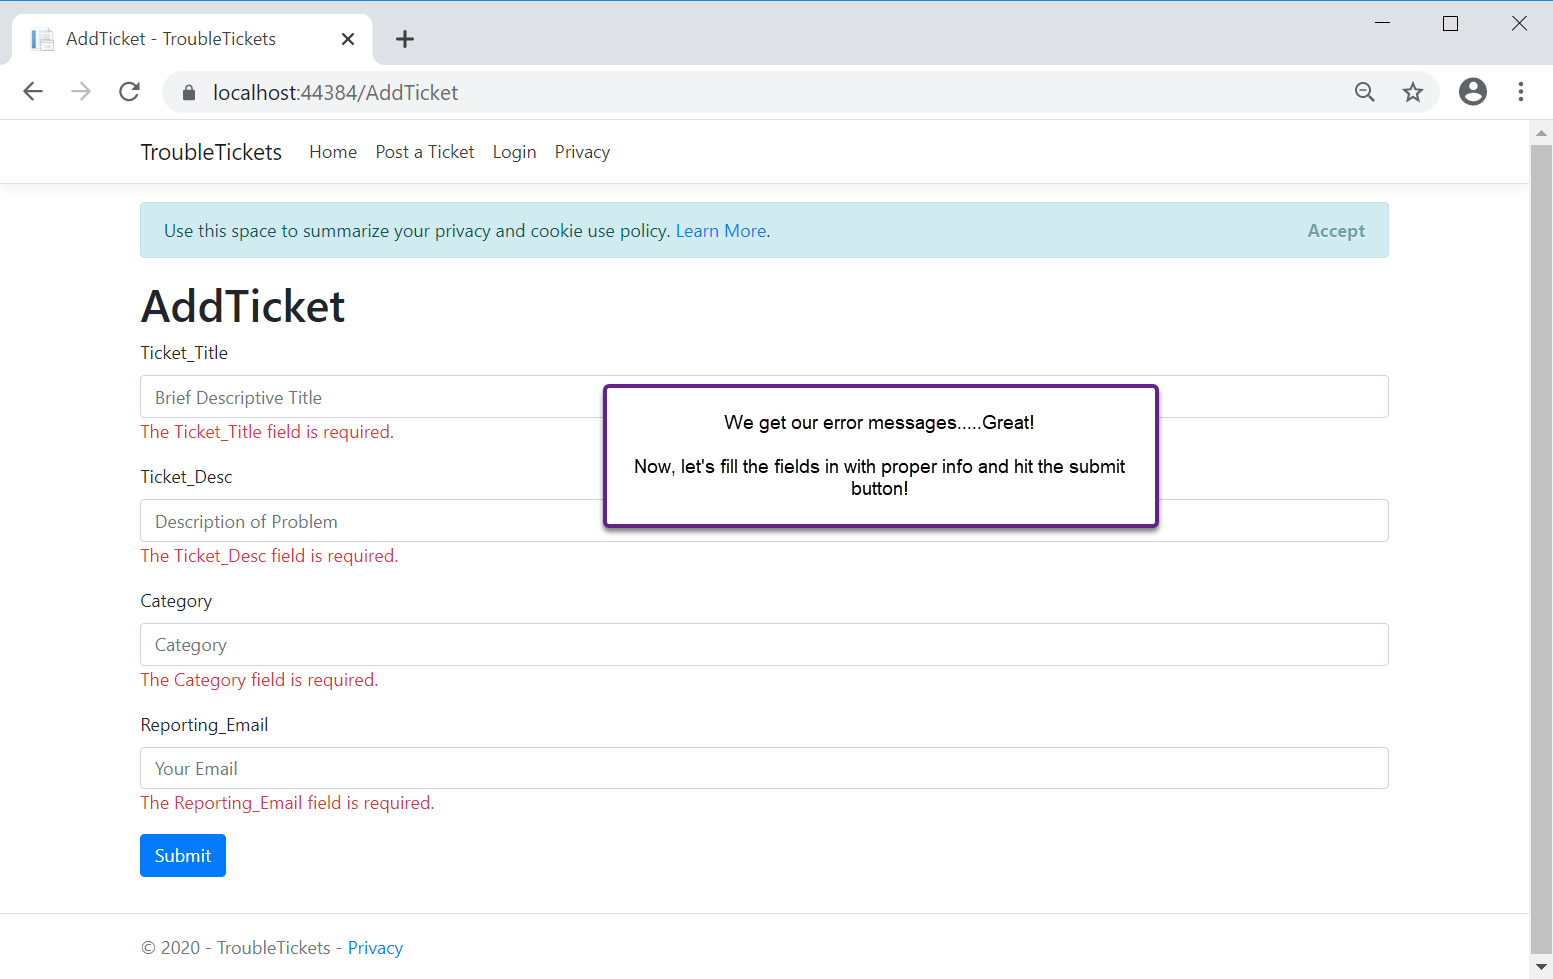 AddTicket - TroubleTickets
localhost:44384/AddTicket
TroubleTickets Home Post a Ticket Login Privacy
Use this space to summarize your privacy and cookie use policy. Learn More. Accept
AddTicket
Ticket_Title
Brief Descriptive Title
The Ticket_Title field is required.
We get our error messages.....Great!
Now, let's fill the fields in with proper info and hit the submit
button!
Ticket_Desc
Description of Problem
The Ticket_Desc field is required.
Category
Category
The Category field is required.
Reporting_Email
Your Email
The Reporting_Email field is required.
Submit
© 2020 - TroubleTickets - Privacy